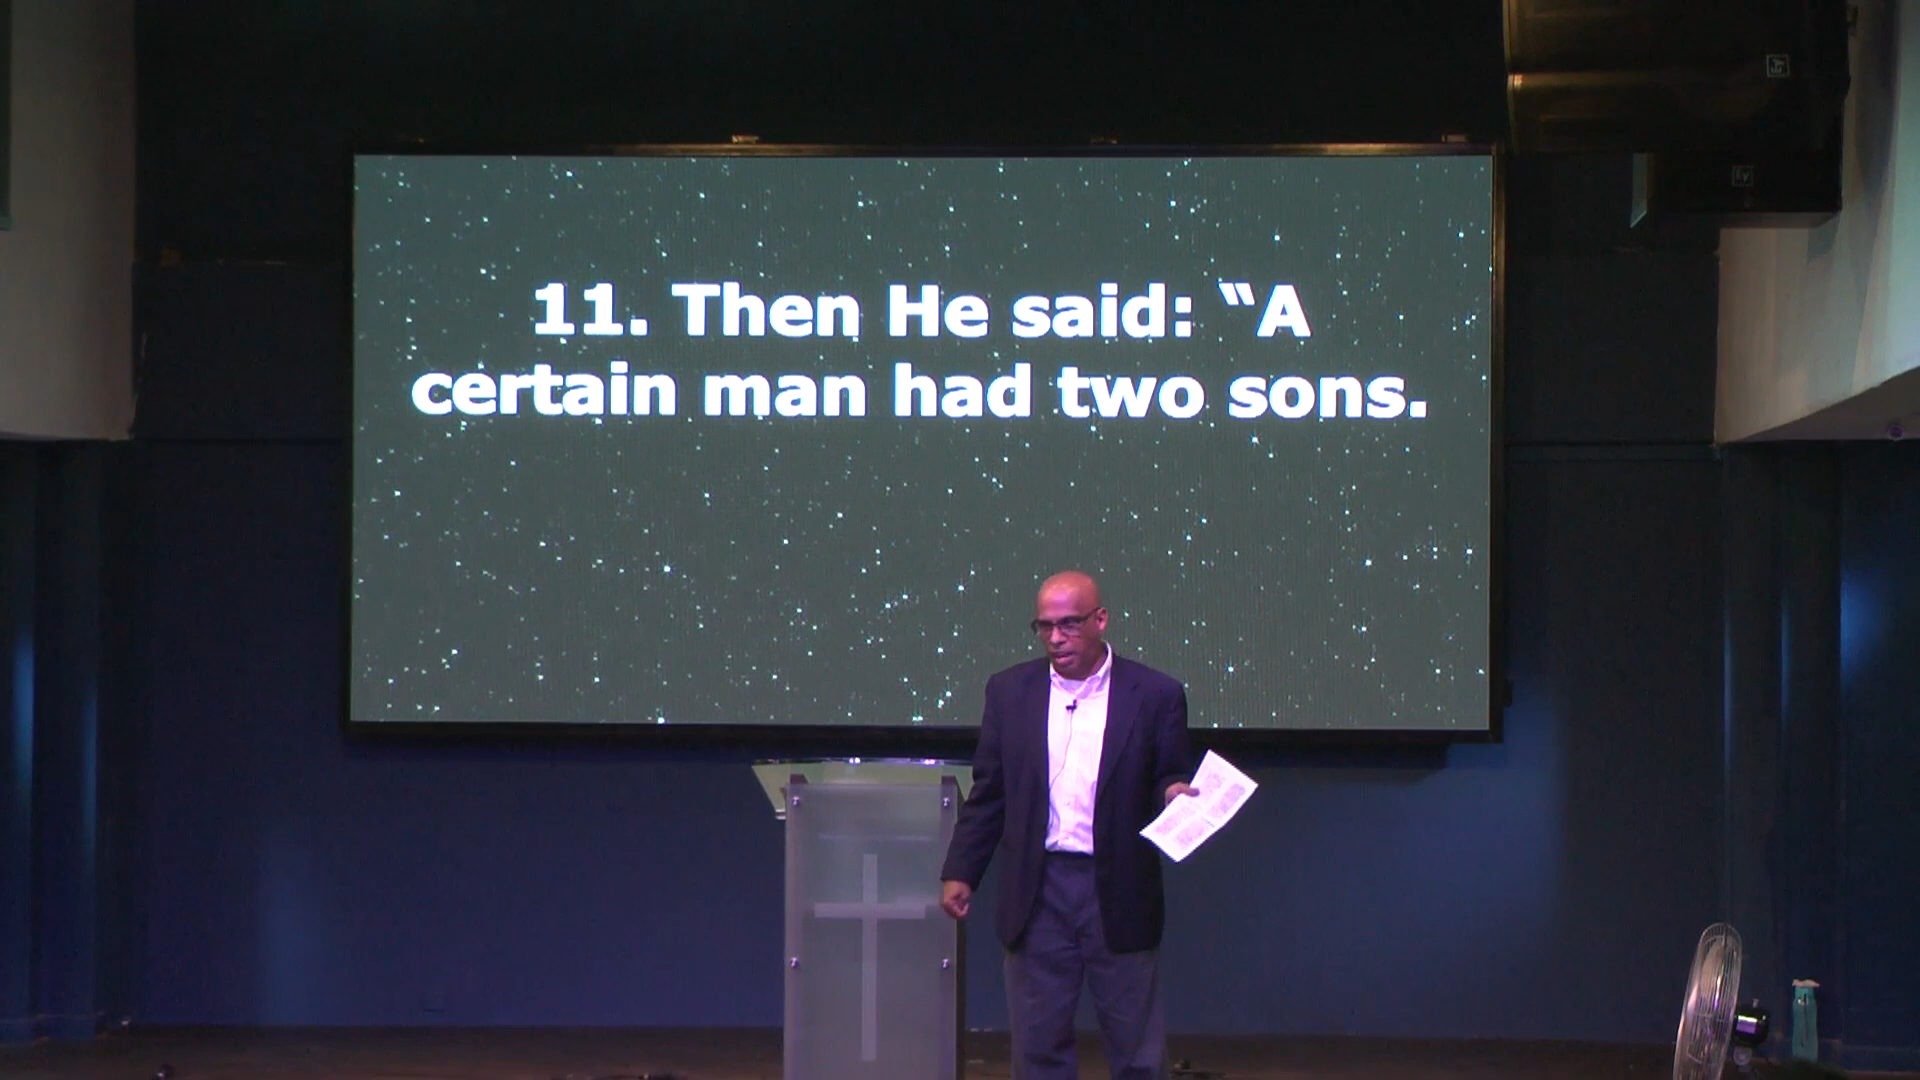 11. Then He said: “A
certain man had two sons.